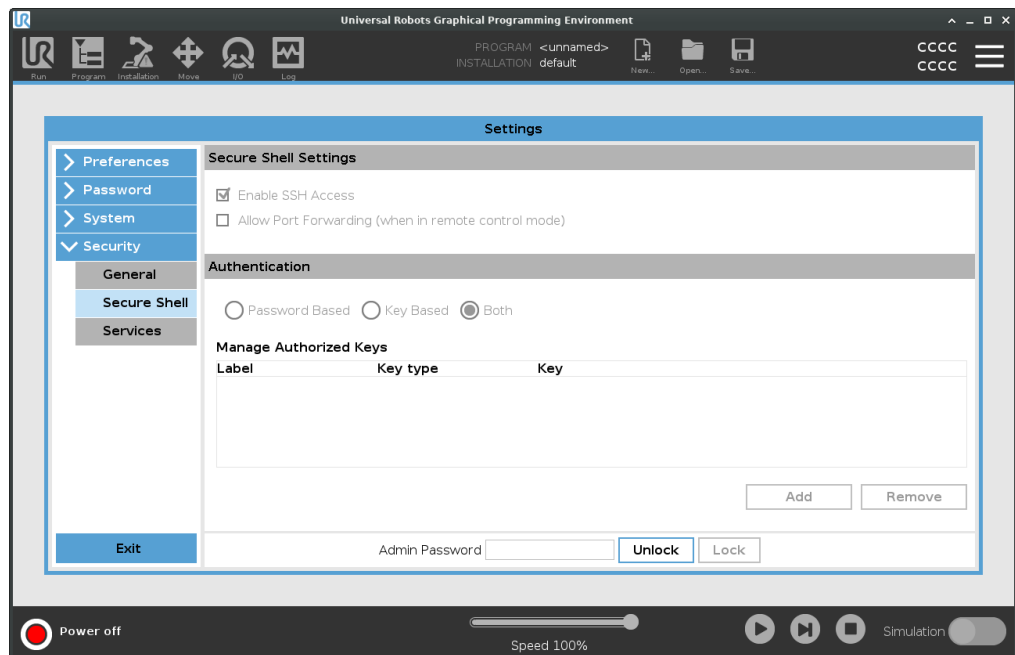 UR
Universal Robots Graphical Programming Environment
Run Program Installation Move I/O Log
PROGRAM <unnamed>
INSTALLATION default
New... Open... Save...
CCCC
CCCC
Settings
Preferences
Password
System
Security
General
Secure Shell
Services
Exit
Secure Shell Settings
Enable SSH Access
Allow Port Forwarding (when in remote control mode)
Authentication
Password Based Key Based Both
Manage Authorized Keys
Label Key type Key
Add Remove
Admin Password Unlock Lock
Power off
Speed 100%
Simulation